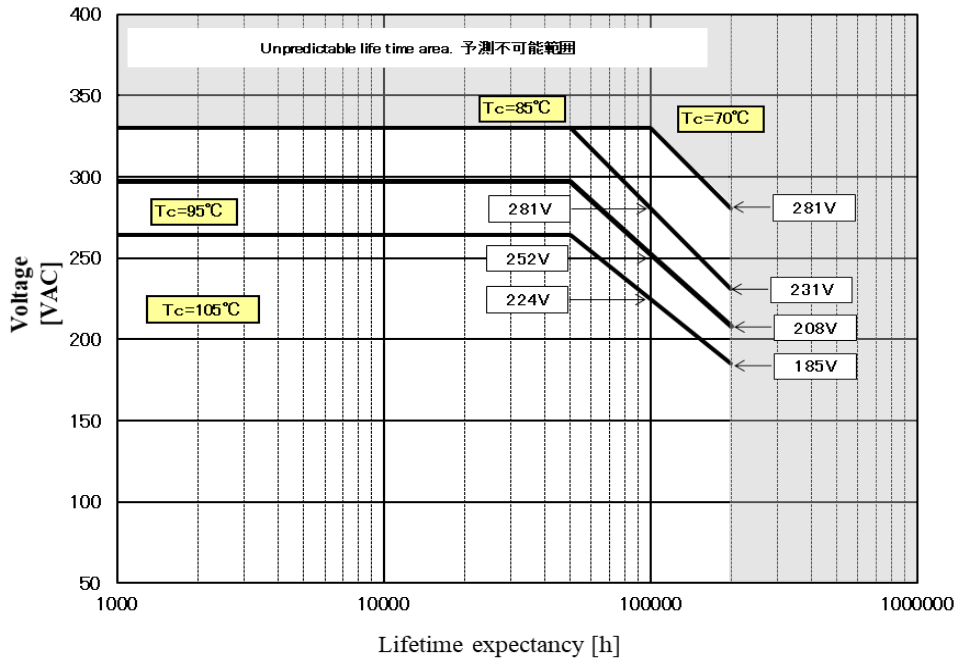 400
Unpredictable life time area. 予測不可能範囲
350
Tc=85℃
Tc=70℃
300
Tc=95℃
281V
281V
250
252V
Voltage
[VAC]
Tc=105℃
224V
231V
200
208V
185V
150
100
50
1000
10000
100000
1000000
Lifetime expectancy [h]